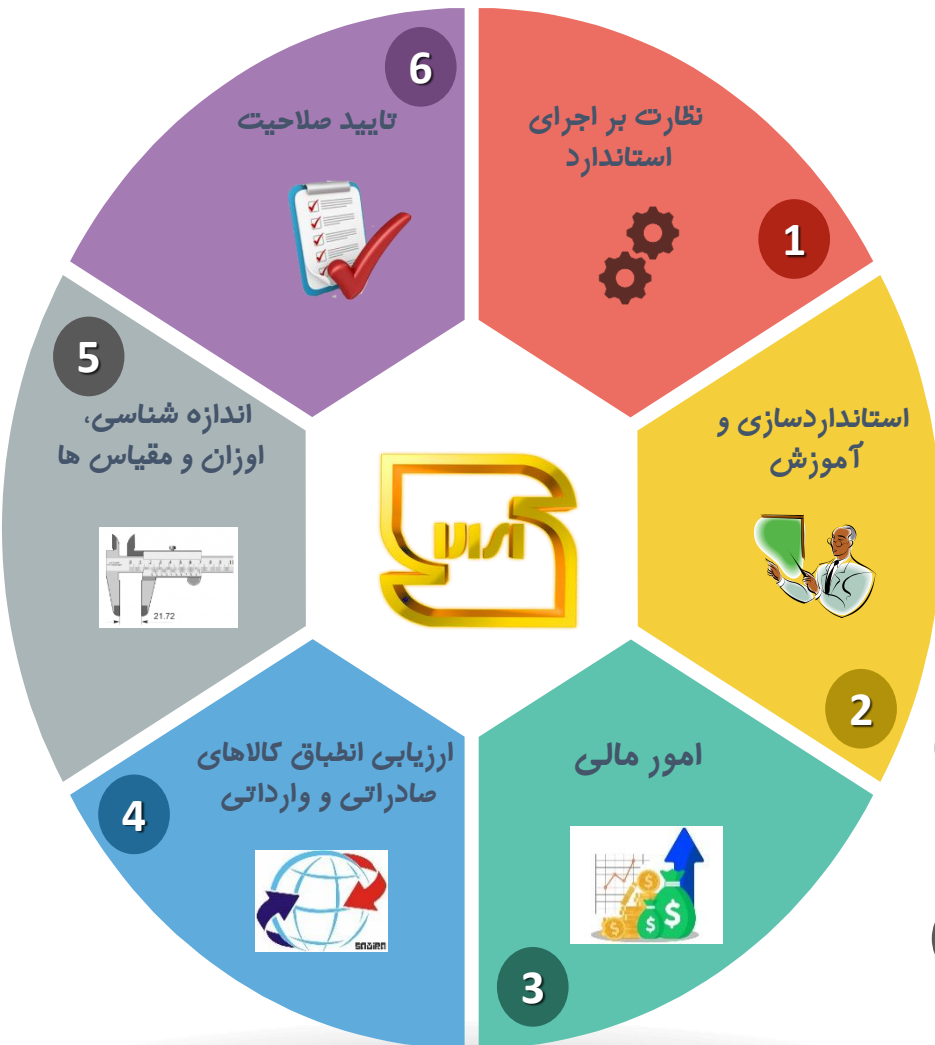 1
نظارت بر اجرای
استاندارد
2
استانداردسازی و
آموزش
3
امور مالی
4
ارزیابی انطباق کالاهای
صادراتی و وارداتی
5
اندازه شناسی،
اوزان و مقیاس ها
21.72
6
تایید صلاحیت